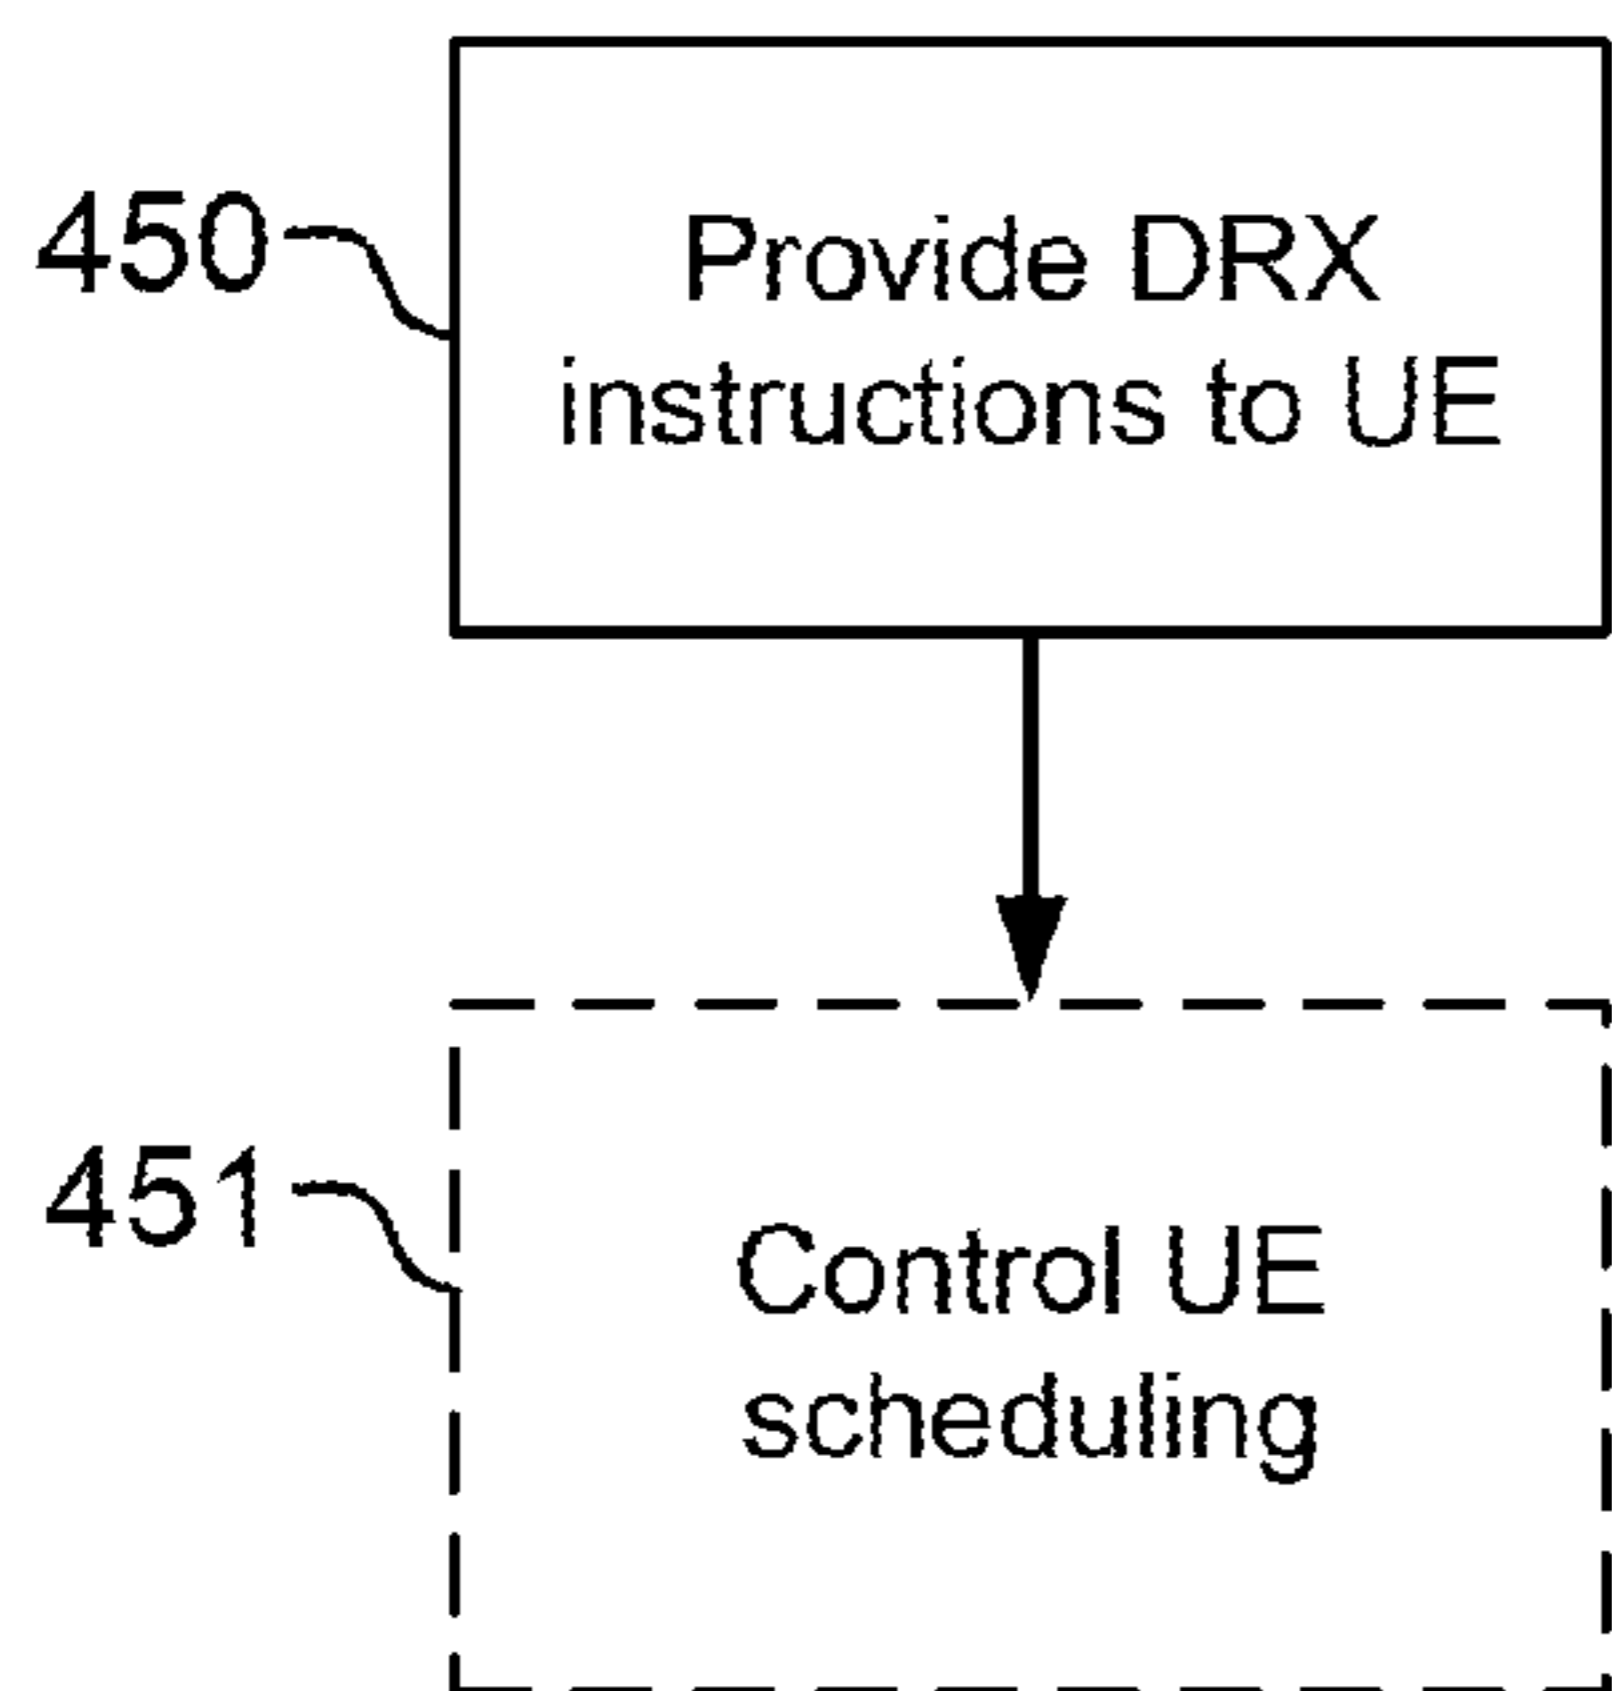 450
Provide DRX
instructions to UE
451
Control UE
scheduling